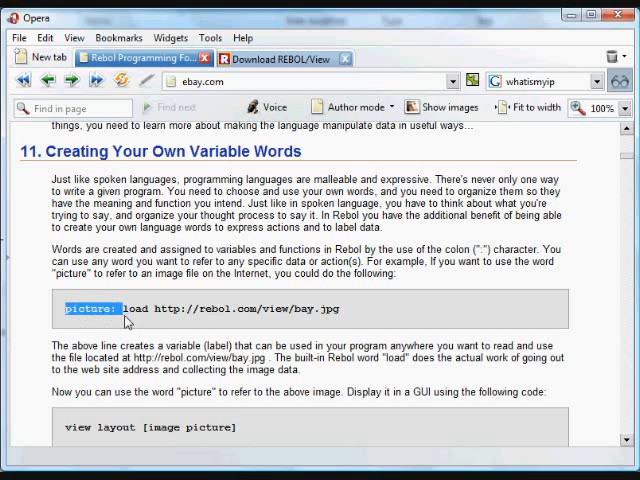 Opera
File Edit View Bookmarks Widgets Tools Help
New tab Rebol Programming Fo... Download REBOL/View
ebay.com whatismyip
Find in page Find next Voice Author mode Show images Fit to width 100%
things, you need to learn more about making the language manipulate data in useful ways...
11. Creating Your Own Variable Words
Just like spoken languages, programming languages are malleable and expressive. There's never only one way
to write a given program. You need to choose and use your own words, and you need to organize them so they
have the meaning and function you intend. Just like in spoken language, you have to think about what you're
trying to say, and organize your thought process to say it. In Rebol you have the additional benefit of being able
to create your own language words to express actions and to label data.
Words are created and assigned to variables and functions in Rebol by the use of the colon (":") character. You
can use any word you want to refer to any specific data or action(s). For example, If you want to use the word
"picture" to refer to an image file on the Internet, you could do the following:
picture: load http://rebol.com/view/bay.jpg
The above line creates a variable (label) that can be used in your program anywhere you want to read and use
the file located at http://rebol.com/view/bay.jpg . The built-in Rebol word "load" does the actual work of going out
to the web site address and collecting the image data.
Now you can use the word "picture" to refer to the above image. Display it in a GUI using the following code:
view layout [image picture]